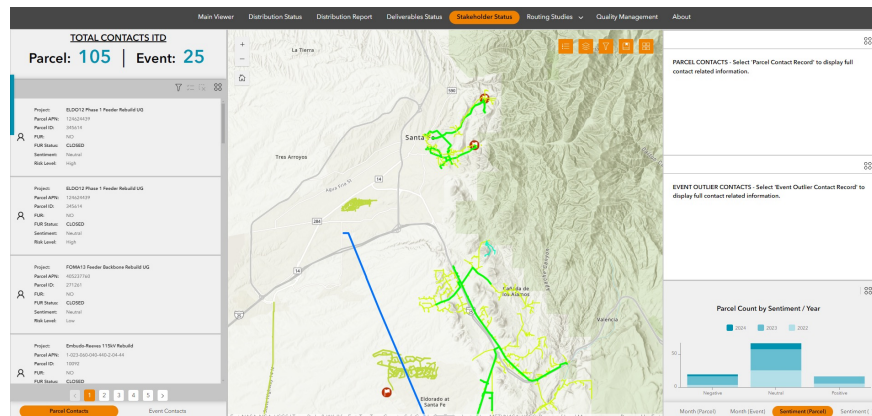 Main Viewer
Distribution Status
Distribution Report
Deliverables Status
Stakeholder Status
Routing Studies
Quality Management
About
TOTAL CONTACTS ITD
Parcel: 105 | Event: 25
Project: ELDO12 Phase 1 Feeder Rebuild UG
Parcel APN: 124624439
Parcel ID: 345614
FUR: NO
FUR Status: CLOSED
Sentiment: Neutral
Risk Level: High
Project: ELDO12 Phase 1 Feeder Rebuild UG
Parcel APN: 124624439
Parcel ID: 345614
FUR: NO
FUR Status: CLOSED
Sentiment: Neutral
Risk Level: High
Project: FOMA13 Feeder Backbone Rebuild UG
Parcel APN: 405237760
Parcel ID: 271261
FUR: NO
FUR Status: CLOSED
Sentiment: Neutral
Risk Level: Low
Project: Embudo-Reeves 115kV Rebuild
Parcel APN: 1-023-060-040-440-2-04-44
Parcel ID: 10092
FUR: NO
FUR Status: CLOSED
1 2 3 4 5
Parcel Contacts
Event Contacts
+
−
La Tierra
590
Santa Fe
Tres Arroyos
Agua Fria St
14
284
14
25
25
Cañada de
los Alamos
Valencia
Eldorado at
Santa Fe
PARCEL CONTACTS - Select 'Parcel Contact Record' to display full
contact related information.
EVENT OUTLIER CONTACTS - Select 'Event Outlier Contact Record' to
display full contact related information.
Parcel Count by Sentiment / Year
2024 2023 2022
50
0
Negative Neutral Positive
Month (Parcel)
Month (Event)
Sentiment (Parcel)
Sentiment